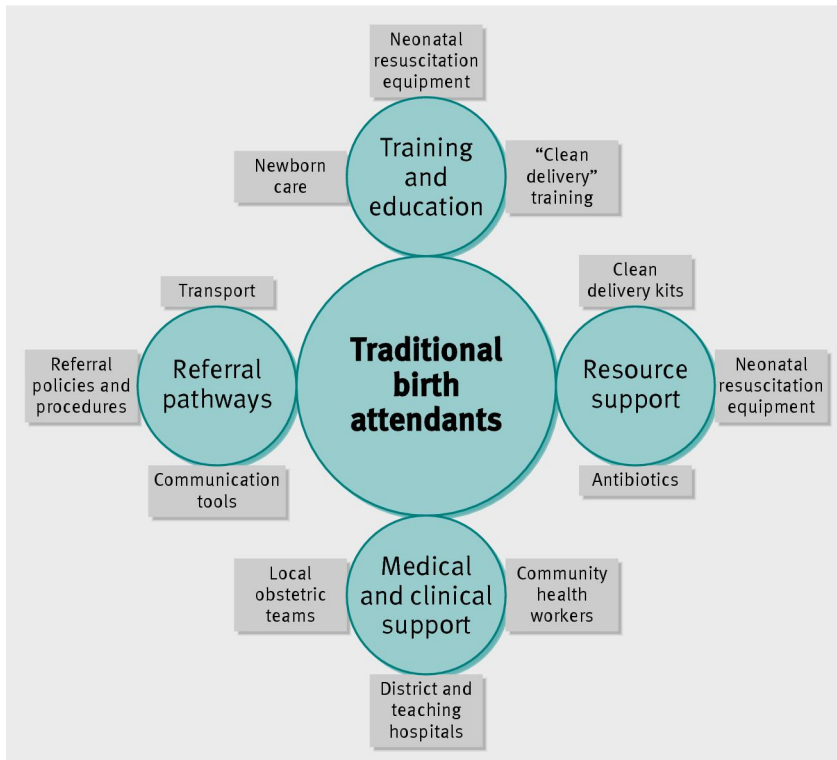 Neonatal
resuscitation
equipment
Training
and
education
Newborn
care
“Clean
delivery”
training
Clean
delivery kits
Transport
Referral
policies and
procedures
Referral
pathways
Communication
tools
Traditional
birth
attendants
Resource
support
Neonatal
resuscitation
equipment
Antibiotics
Medical
and clinical
support
Local
obstetric
teams
Community
health
workers
District and
teaching
hospitals